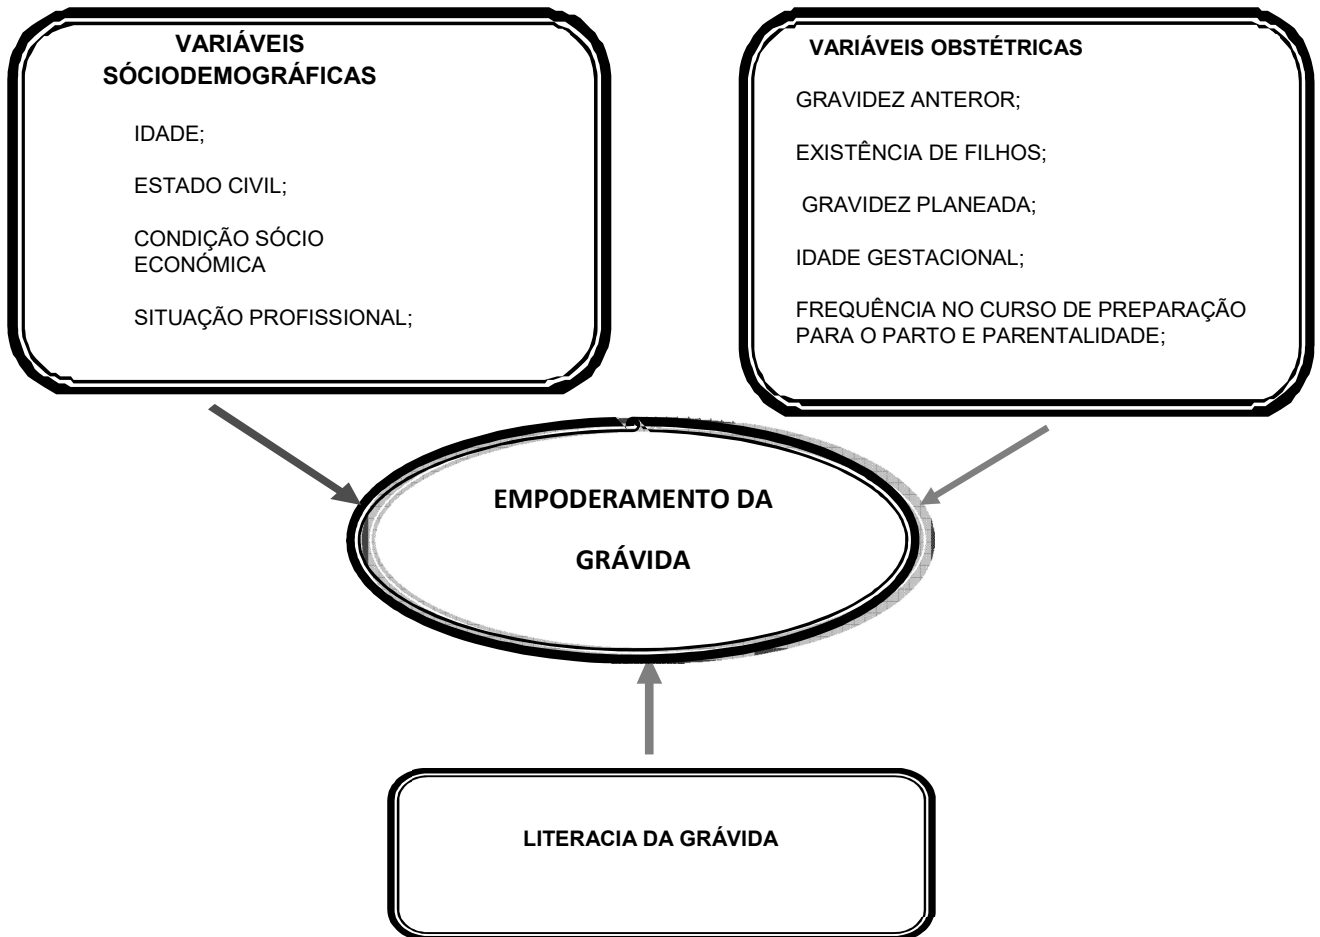 VARIÁVEIS
SÓCIODEMOGRÁFICAS
IDADE;
ESTADO CIVIL;
CONDIÇÃO SÓCIO
ECONÓMICA
SITUAÇÃO PROFISSIONAL;
VARIÁVEIS OBSTÉTRICAS
GRAVIDEZ ANTEROR;
EXISTÊNCIA DE FILHOS;
GRAVIDEZ PLANEADA;
IDADE GESTACIONAL;
FREQUÊNCIA NO CURSO DE PREPARAÇÃO
PARA O PARTO E PARENTALIDADE;
EMPODERAMENTO DA
GRÁVIDA
LITERACIA DA GRÁVIDA